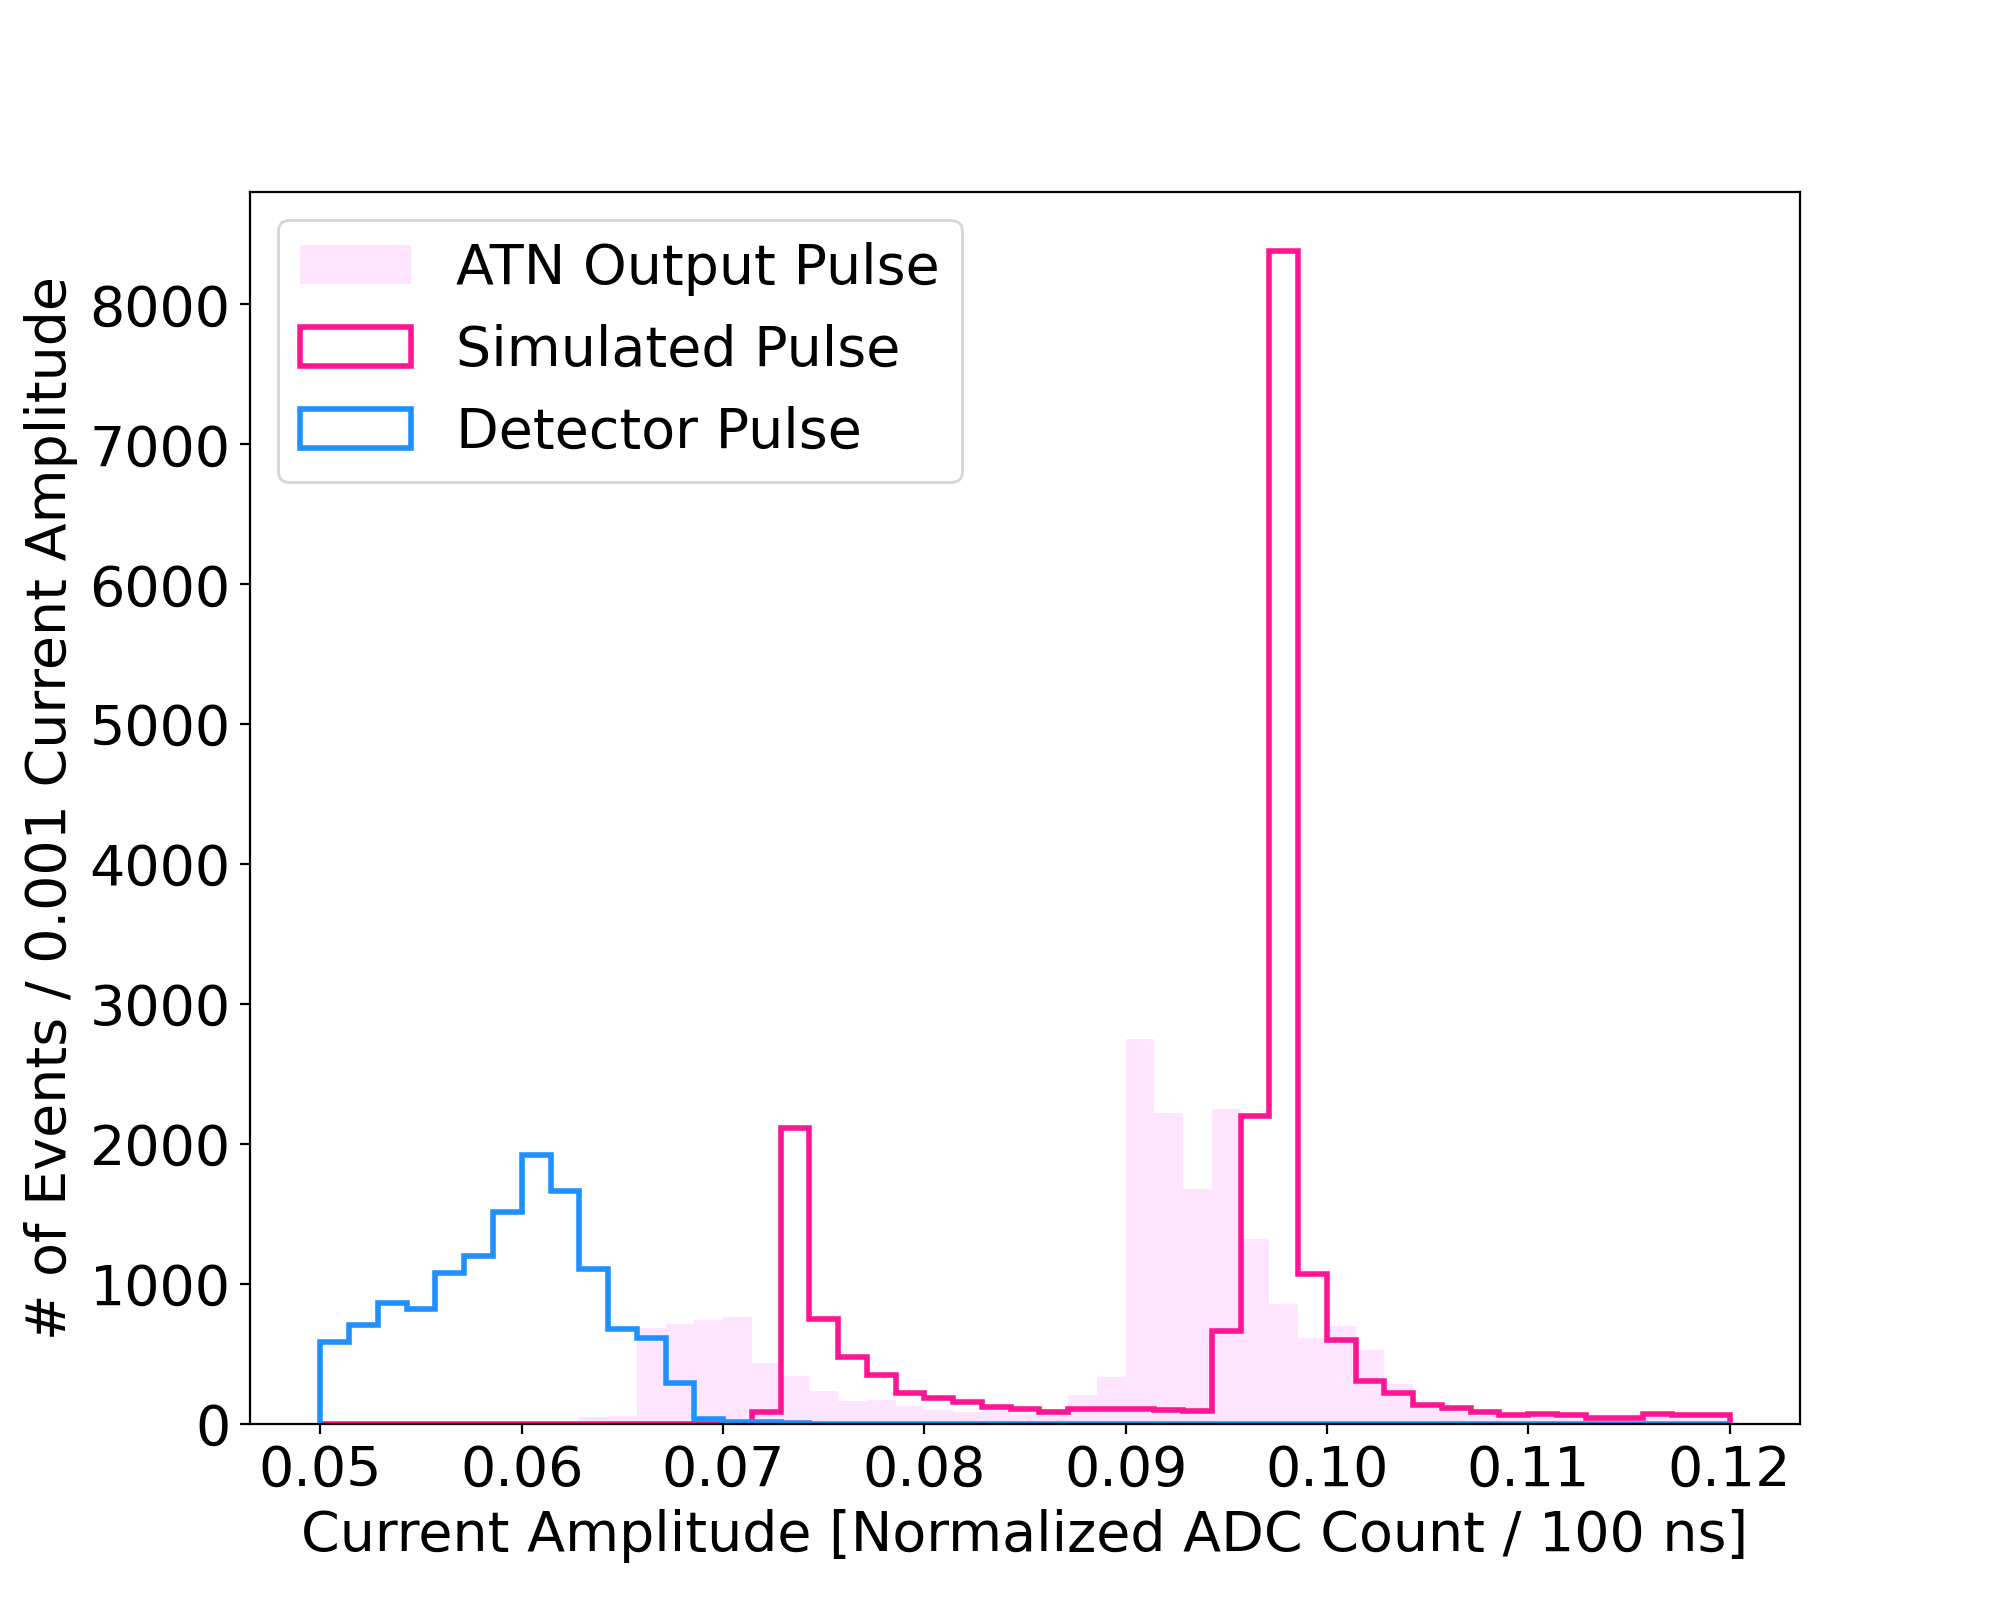 ATN Output Pulse
Simulated Pulse
Detector Pulse
# of Events / 0.001 Current Amplitude
8000
7000
6000
5000
4000
3000
2000
1000
0
0.05 0.06 0.07 0.08 0.09 0.10 0.11 0.12
Current Amplitude [Normalized ADC Count / 100 ns]